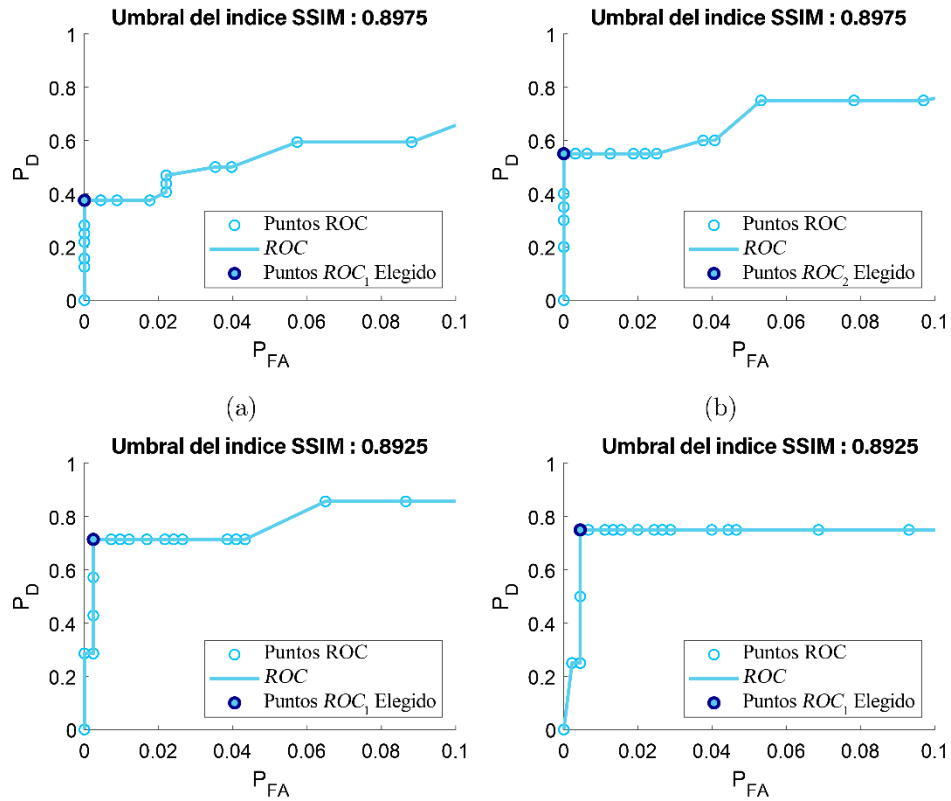 Umbral del indice SSIM : 0.8975
1
0.8
0.6
0.4
0.2
0
P_D
0 0.02 0.04 0.06 0.08 0.1
P_FA
Puntos ROC
ROC
Puntos ROC_1 Elegido
(a)
Umbral del indice SSIM : 0.8975
1
0.8
0.6
0.4
0.2
0
P_D
0 0.02 0.04 0.06 0.08 0.1
P_FA
Puntos ROC
ROC
Puntos ROC_2 Elegido
(b)
Umbral del indice SSIM : 0.8925
1
0.8
0.6
0.4
0.2
0
P_D
0 0.02 0.04 0.06 0.08 0.1
P_FA
Puntos ROC
ROC
Puntos ROC_1 Elegido
Umbral del indice SSIM : 0.8925
1
0.8
0.6
0.4
0.2
0
P_D
0 0.02 0.04 0.06 0.08 0.1
P_FA
Puntos ROC
ROC
Puntos ROC_1 Elegido